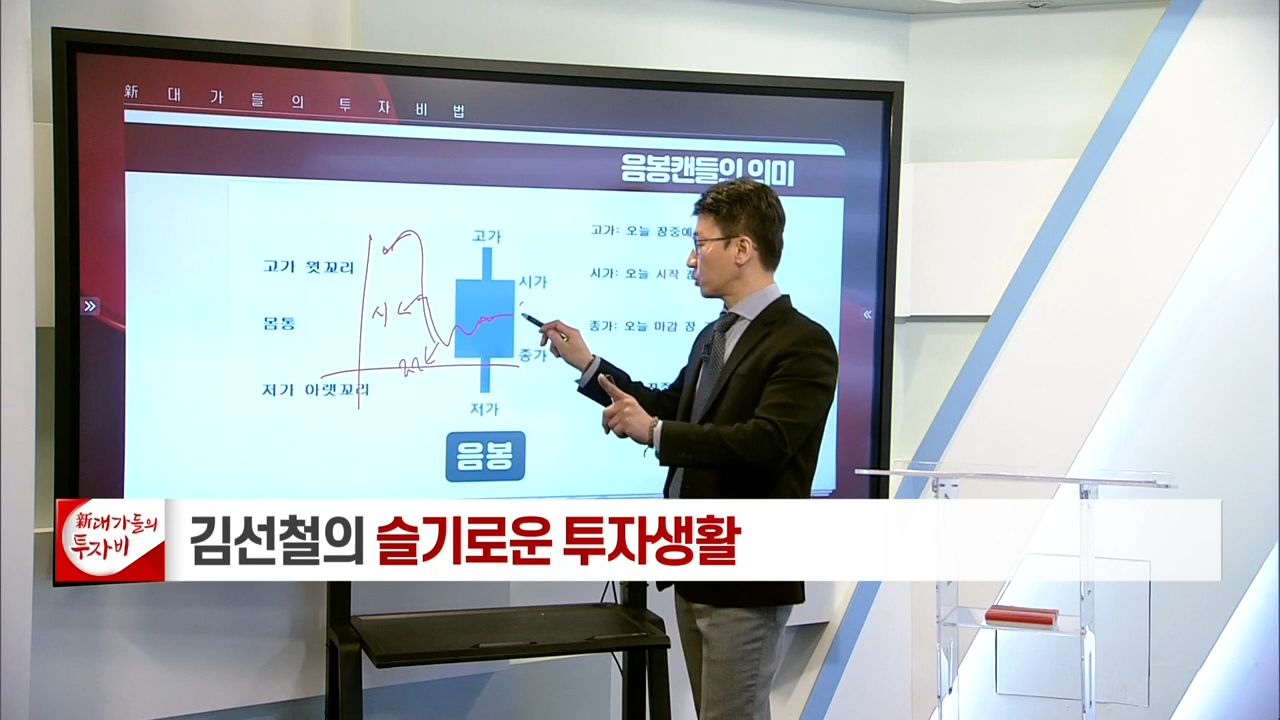 新 대 가 들 의 투 자 비 법
음봉캔들의 의미
고가
고가 윗꼬리
시가
몸통
종가
저가 아랫꼬리
저가
음봉
고가: 오늘 장중에
시가: 오늘 시작
종가: 오늘 마감 장
시
新대가들의
투자비
김선철의 슬기로운 투자생활